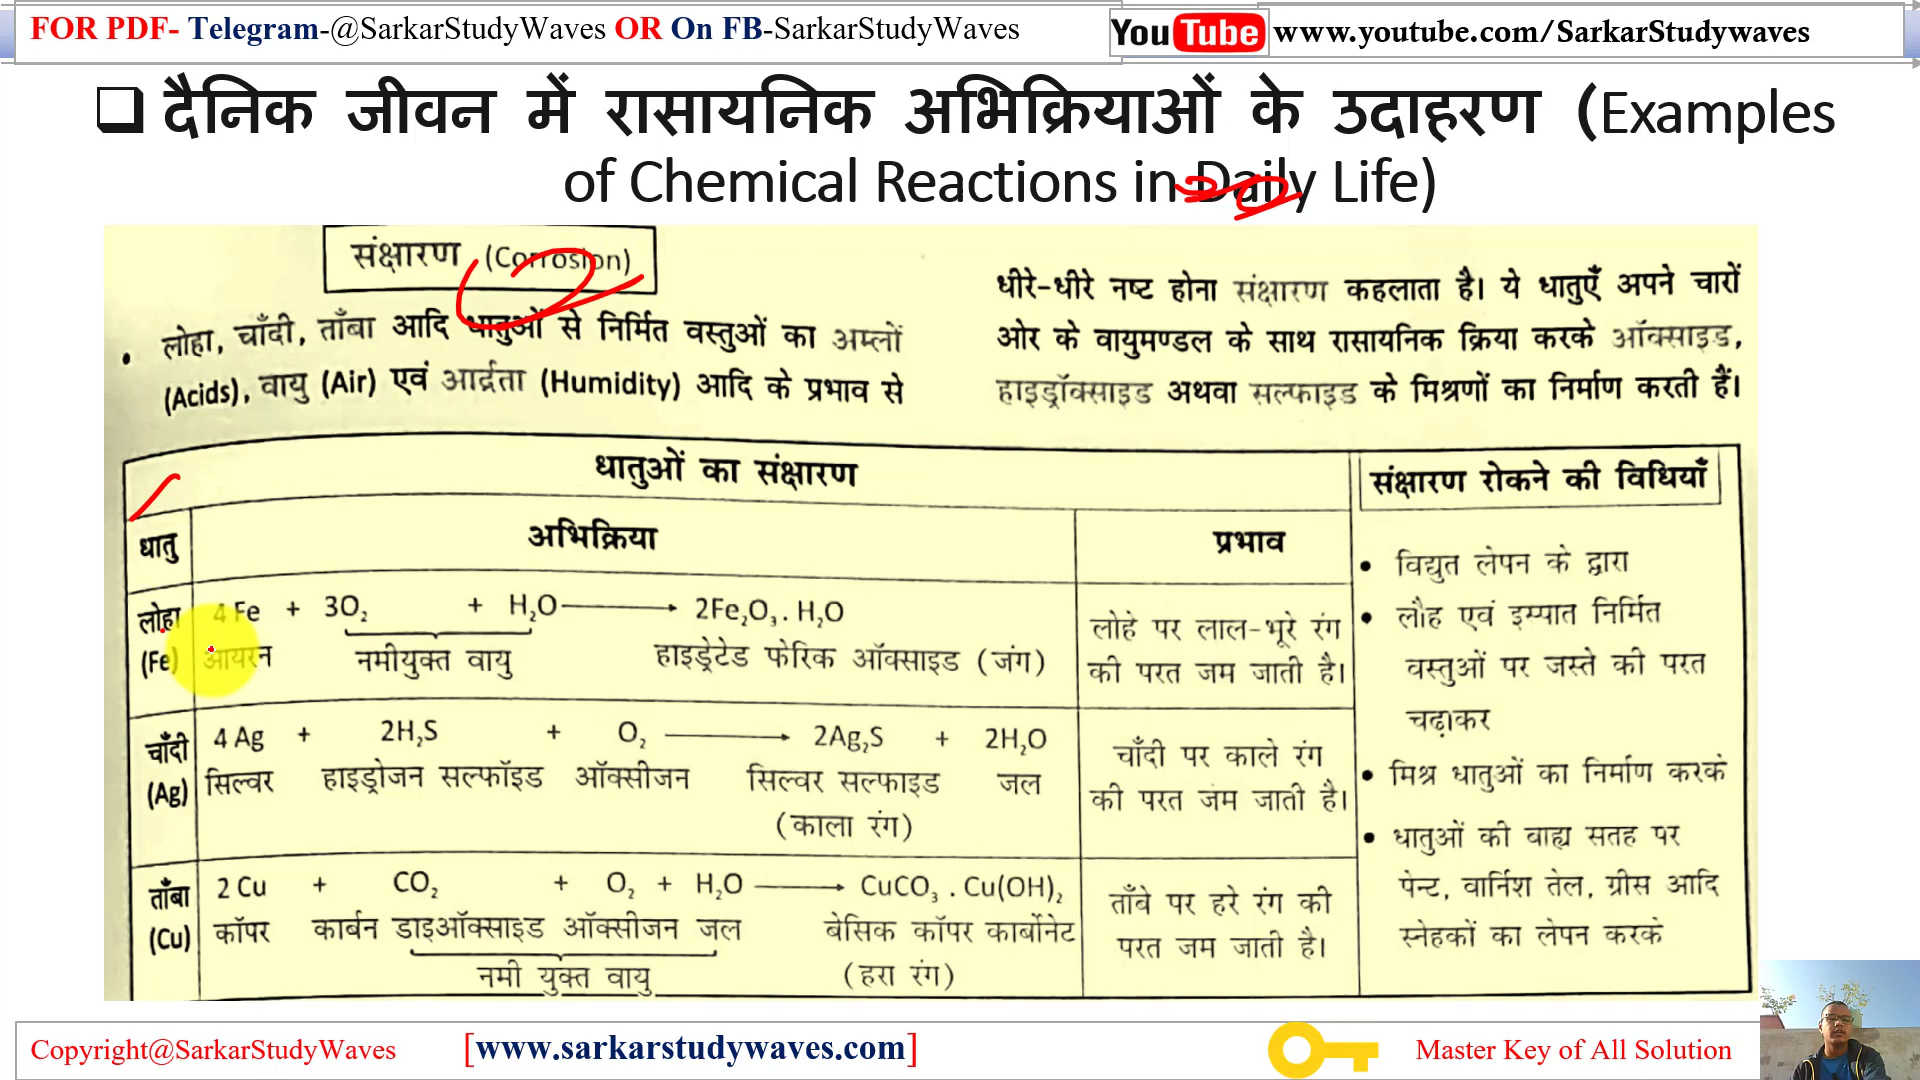 FOR PDF- Telegram-@SarkarStudyWaves OR On FB-SarkarStudyWaves
YouTube www.youtube.com/SarkarStudywaves
❑ दैनिक जीवन में रासायनिक अभिक्रियाओं के उदाहरण (Examples
of Chemical Reactions in Daily Life)
संक्षारण (Corrosion)
• लोहा, चाँदी, ताँबा आदि धातुओं से निर्मित वस्तुओं का अम्लों
(Acids), वायु (Air) एवं आर्द्रता (Humidity) आदि के प्रभाव से
धीरे-धीरे नष्ट होना संक्षारण कहलाता है। ये धातुएँ अपने चारों
ओर के वायुमण्डल के साथ रासायनिक क्रिया करके ऑक्साइड,
हाइड्रॉक्साइड अथवा सल्फाइड के मिश्रणों का निर्माण करती हैं।
धातुओं का संक्षारण
धातु अभिक्रिया प्रभाव
लोहा 4 Fe + 3O₂ + H₂O ⟶ 2Fe₂O₃ . H₂O
(Fe) आयरन नमीयुक्त वायु हाइड्रेटेड फेरिक ऑक्साइड (जंग)
लोहे पर लाल-भूरे रंग
की परत जम जाती है।
चाँदी 4 Ag + 2H₂S + O₂ ⟶ 2Ag₂S + 2H₂O
(Ag) सिल्वर हाइड्रोजन सल्फॉइड ऑक्सीजन सिल्वर सल्फाइड जल
(काला रंग)
चाँदी पर काले रंग
की परत जम जाती है।
ताँबा 2 Cu + CO₂ + O₂ + H₂O ⟶ CuCO₃ . Cu(OH)₂
(Cu) कॉपर कार्बन डाइऑक्साइड ऑक्सीजन जल बेसिक कॉपर कार्बोनेट
नमी युक्त वायु (हरा रंग)
ताँबे पर हरे रंग की
परत जम जाती है।
संक्षारण रोकने की विधियाँ
• विद्युत लेपन के द्वारा
• लौह एवं इस्पात निर्मित
वस्तुओं पर जस्ते की परत
चढ़ाकर
• मिश्र धातुओं का निर्माण करके
• धातुओं की बाह्य सतह पर
पेन्ट, वार्निश तेल, ग्रीस आदि
स्नेहकों का लेपन करके
Copyright@SarkarStudyWaves
[www.sarkarstudywaves.com]
Master Key of All Solution